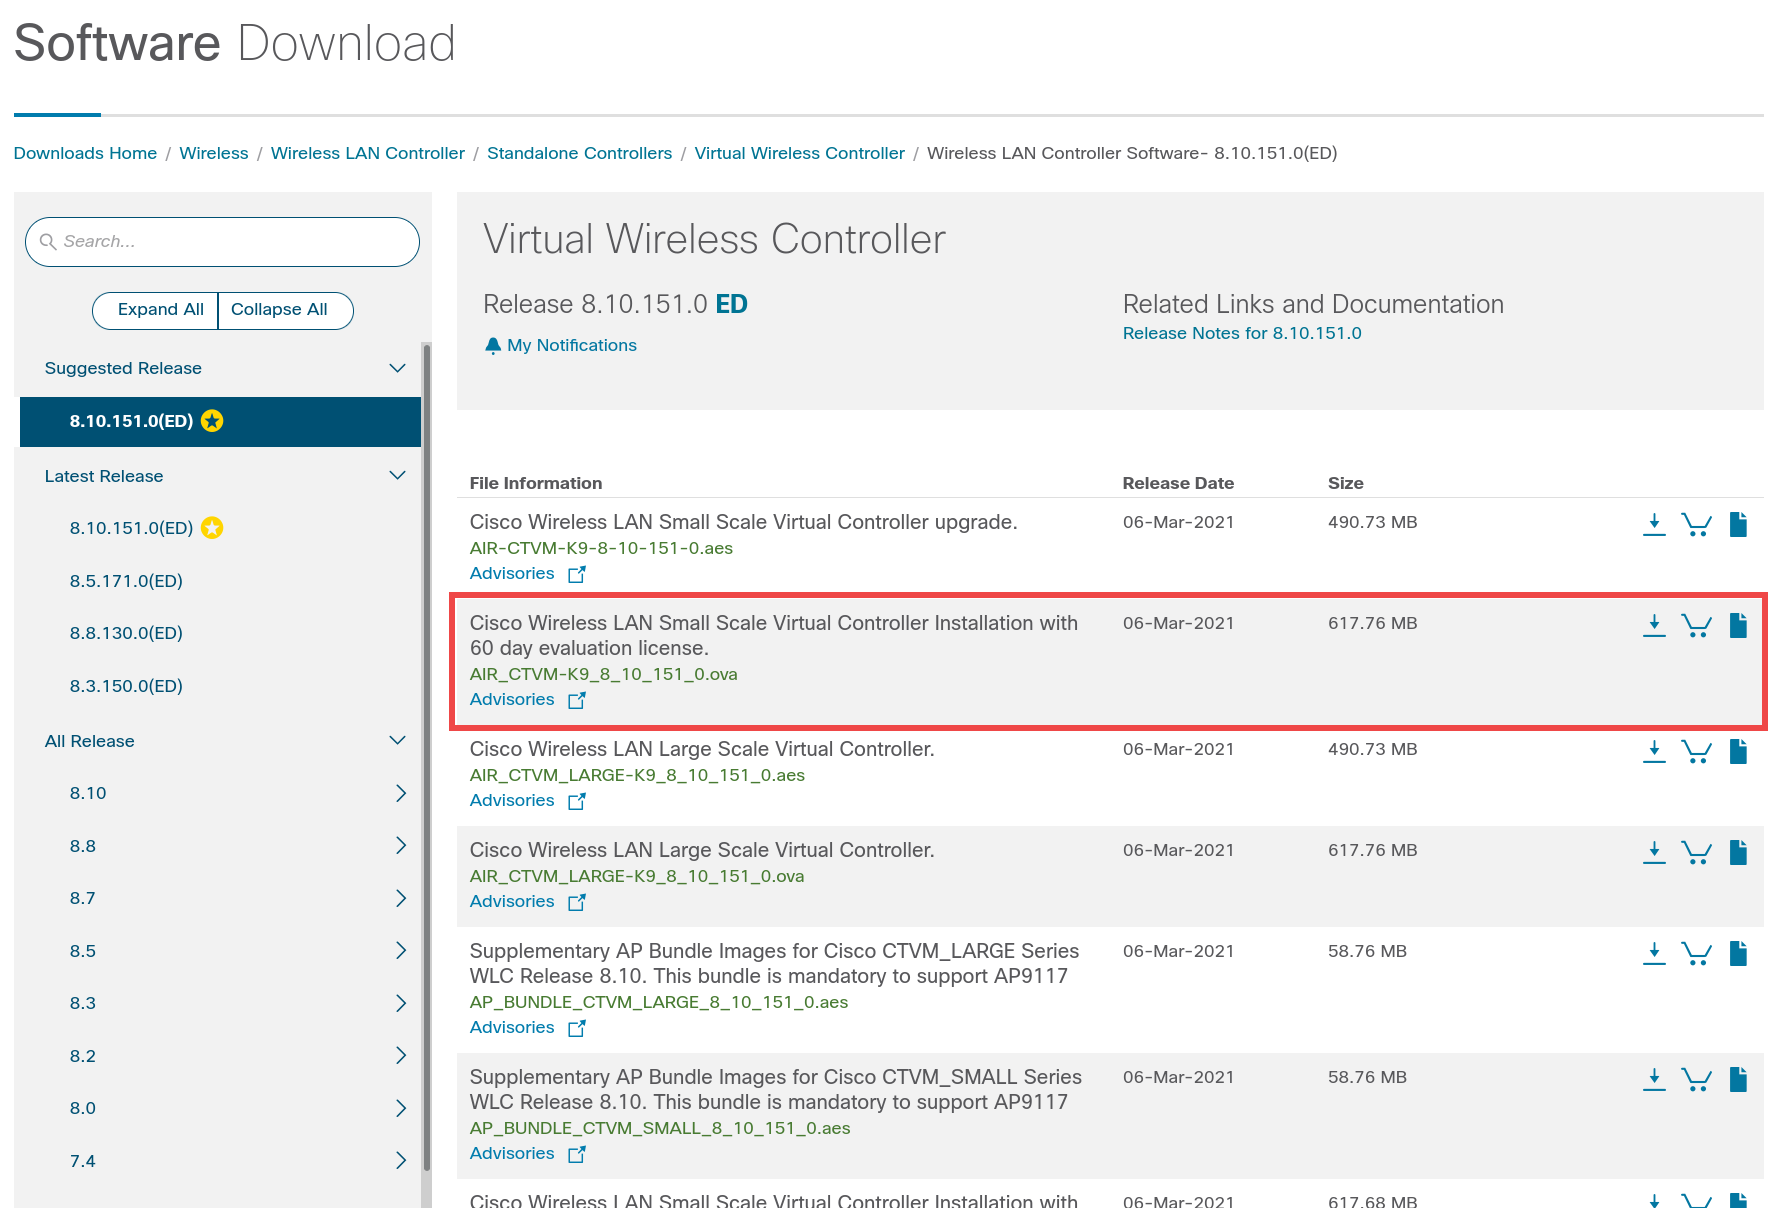 Software Download
Downloads Home / Wireless / Wireless LAN Controller / Standalone Controllers / Virtual Wireless Controller / Wireless LAN Controller Software- 8.10.151.0(ED)
Search...
Expand All
Collapse All
Suggested Release
8.10.151.0(ED)
Latest Release
8.10.151.0(ED)
8.5.171.0(ED)
8.8.130.0(ED)
8.3.150.0(ED)
All Release
8.10
8.8
8.7
8.5
8.3
8.2
8.0
7.4
Virtual Wireless Controller
Release 8.10.151.0 ED
My Notifications
Related Links and Documentation
Release Notes for 8.10.151.0
File Information Release Date Size
Cisco Wireless LAN Small Scale Virtual Controller upgrade. 06-Mar-2021 490.73 MB
AIR-CTVM-K9-8-10-151-0.aes
Advisories
Cisco Wireless LAN Small Scale Virtual Controller Installation with 06-Mar-2021 617.76 MB
60 day evaluation license.
AIR_CTVM-K9_8_10_151_0.ova
Advisories
Cisco Wireless LAN Large Scale Virtual Controller. 06-Mar-2021 490.73 MB
AIR_CTVM_LARGE-K9_8_10_151_0.aes
Advisories
Cisco Wireless LAN Large Scale Virtual Controller. 06-Mar-2021 617.76 MB
AIR_CTVM_LARGE-K9_8_10_151_0.ova
Advisories
Supplementary AP Bundle Images for Cisco CTVM_LARGE Series 06-Mar-2021 58.76 MB
WLC Release 8.10. This bundle is mandatory to support AP9117
AP_BUNDLE_CTVM_LARGE_8_10_151_0.aes
Advisories
Supplementary AP Bundle Images for Cisco CTVM_SMALL Series 06-Mar-2021 58.76 MB
WLC Release 8.10. This bundle is mandatory to support AP9117
AP_BUNDLE_CTVM_SMALL_8_10_151_0.aes
Advisories
Cisco Wireless LAN Small Scale Virtual Controller Installation with 06-Mar-2021 617.68 MB